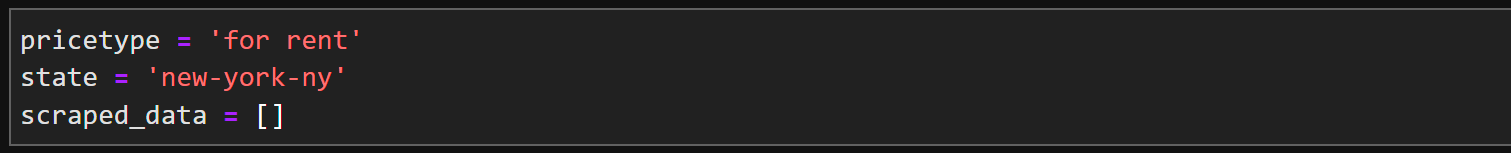 pricetype = 'for rent'
state = 'new-york-ny'
scraped_data = []